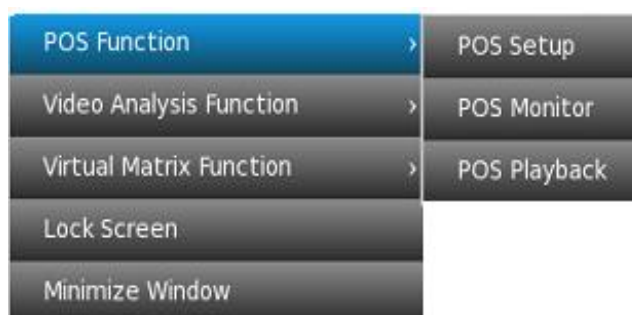 POS Function ›
Video Analysis Function ›
Virtual Matrix Function ›
Lock Screen
Minimize Window
POS Setup
POS Monitor
POS Playback